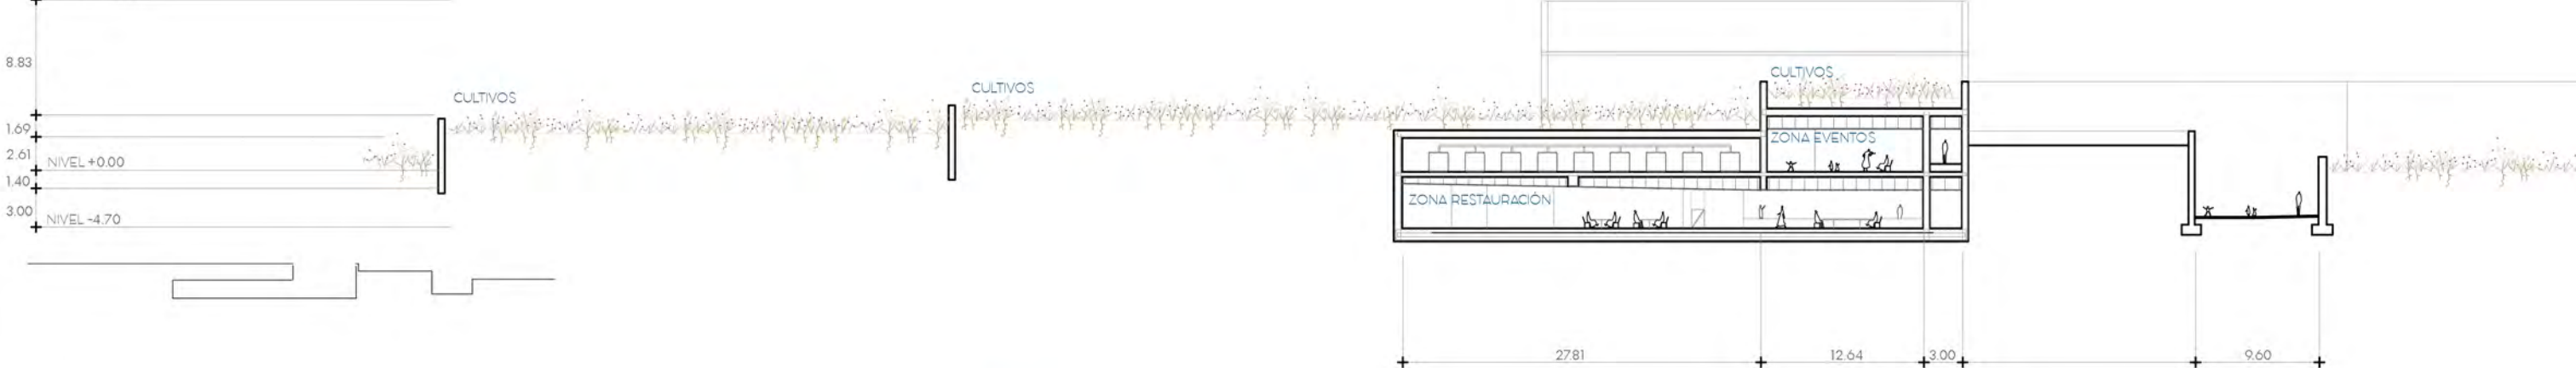 8.83
1.69
2.61
1.40
3.00
NIVEL +0.00
NIVEL -4.70
CULTIVOS
CULTIVOS
CULTIVOS
ZONA EVENTOS
ZONA RESTAURACIÓN
27.81
12.64
3.00
9.60